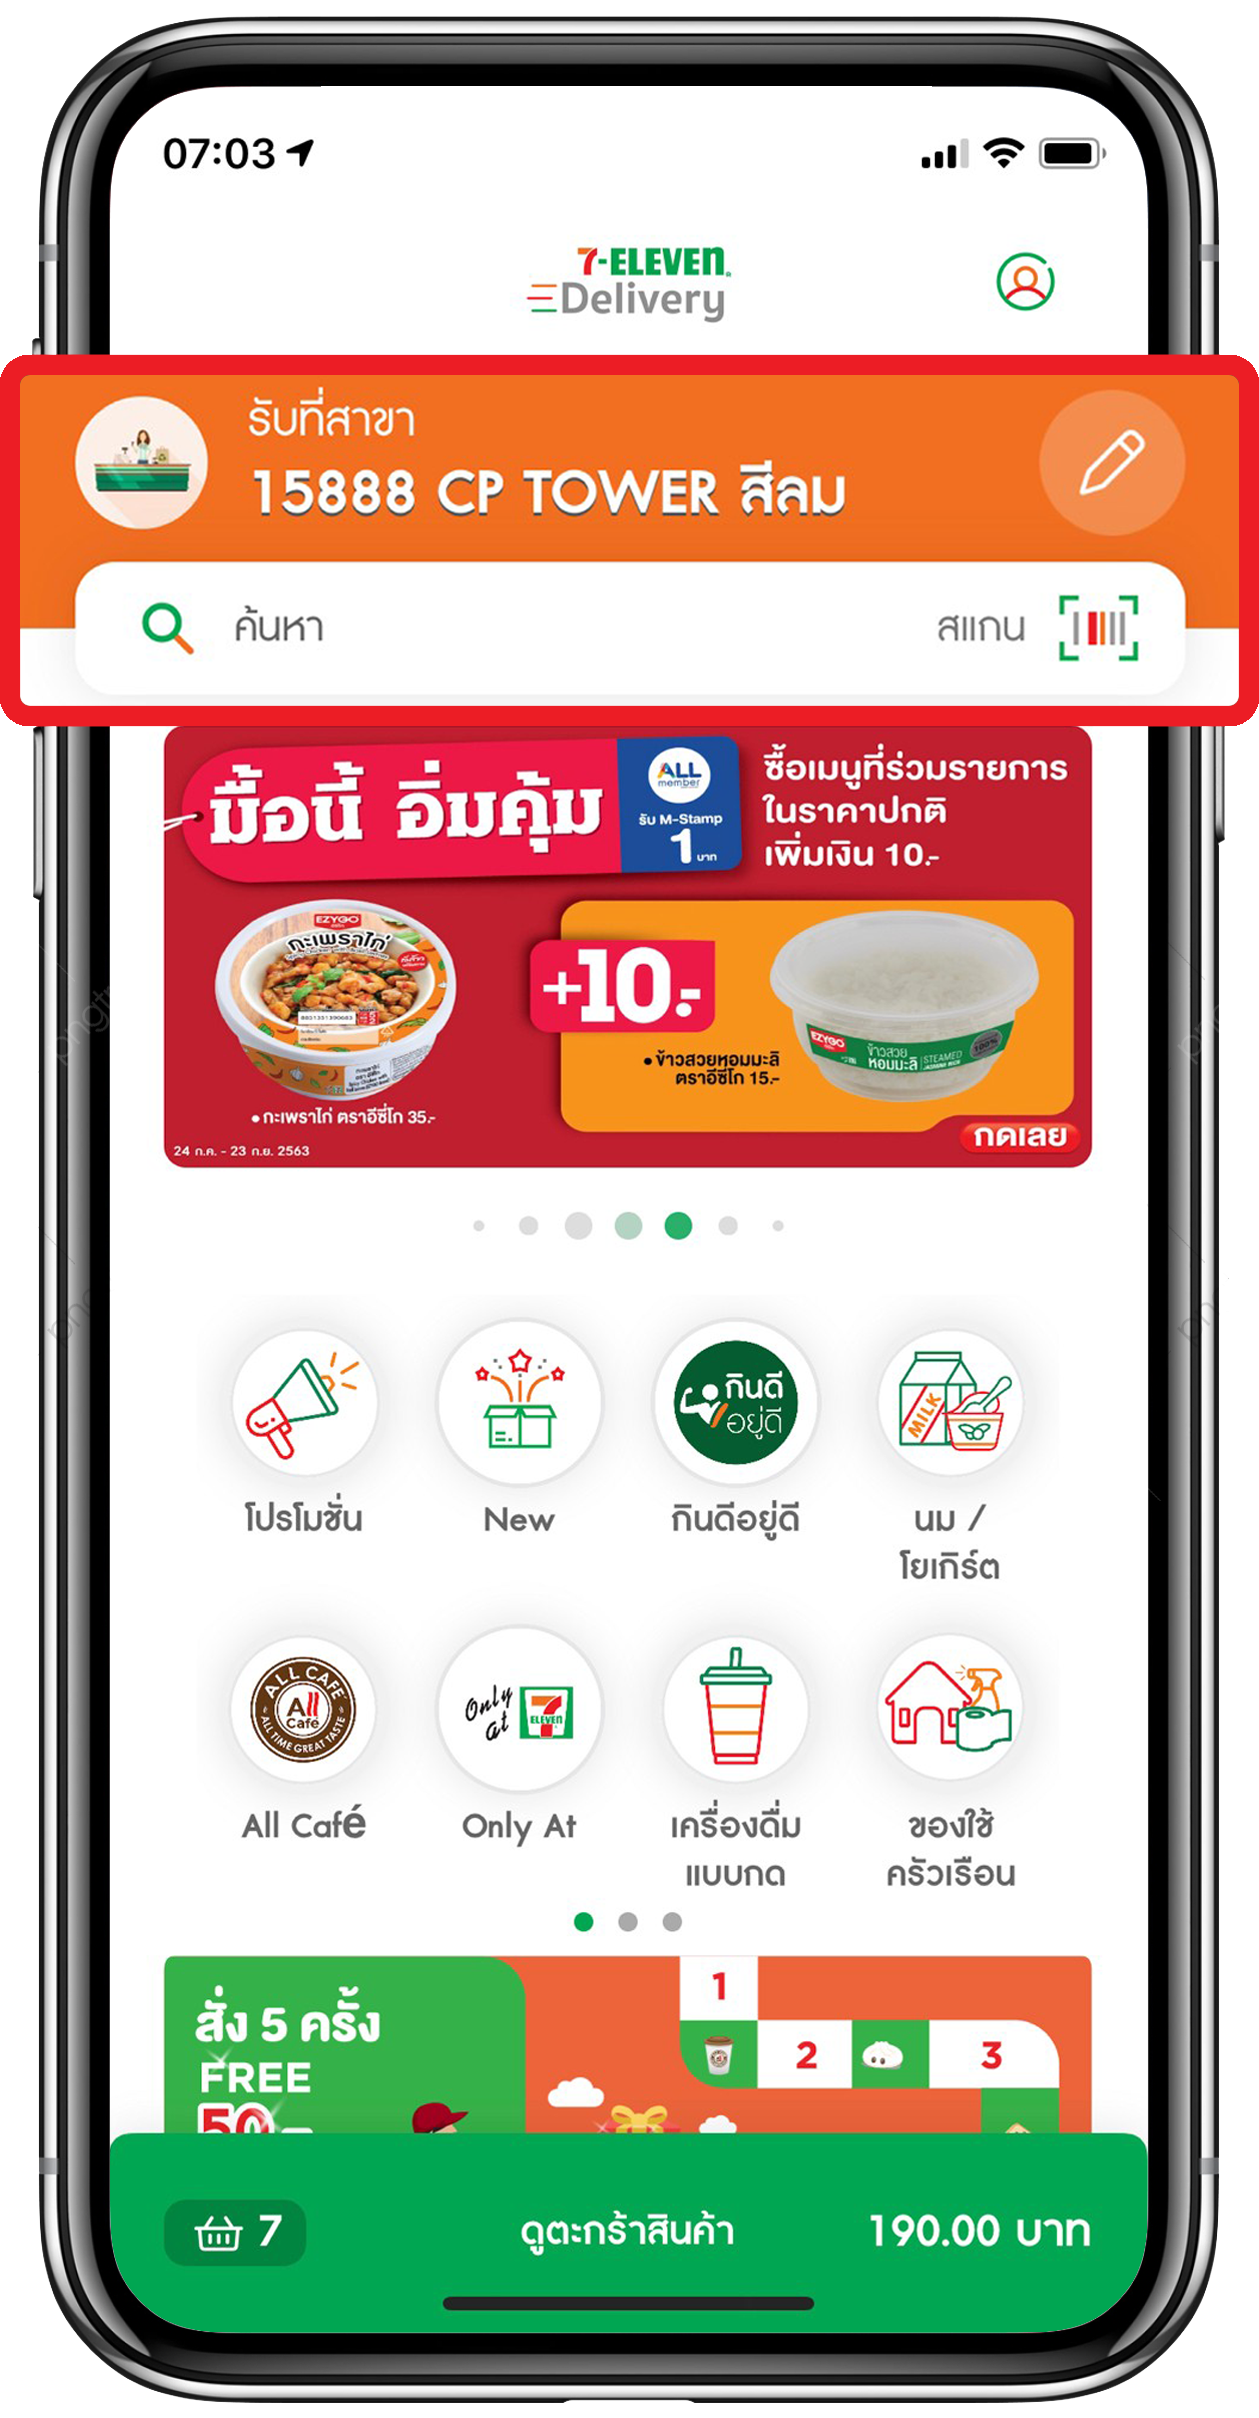 07:03
7-ELEVEN
Delivery
รับที่สาขา
15888 CP TOWER สีลม
ค้นหา สแกน
มื้อนี้ อิ่มคุ้ม
ALL
member
รับ M-Stamp
1 บาท
ซื้อเมนูที่ร่วมรายการ
ในราคาปกติ
เพิ่มเงิน 10.-
EZYGO
กะเพราไก่
8851351390683
+10.-
EZYGO
ข้าวสวย
หอมมะลิ
STEAMED
100%
• ข้าวสวยหอมมะลิ
ตราอีซี่โก 15.-
• กะเพราไก่ ตราอีซี่โก 35.-
กดเลย
24 ก.ค. - 23 ก.ย. 2563
กินดี
อยู่ดี
MILK
โปรโมชั่น New กินดีอยู่ดี นม /
โยเกิร์ต
ALL CAFE
All
Café
ALL TIME GREAT TASTE
Only
At
7
ELEVEN
All Café Only At เครื่องดื่ม ของใช้
แบบกด ครัวเรือน
สั่ง 5 ครั้ง
FREE
50.-
1
2 3
7 ดูตะกร้าสินค้า 190.00 บาท